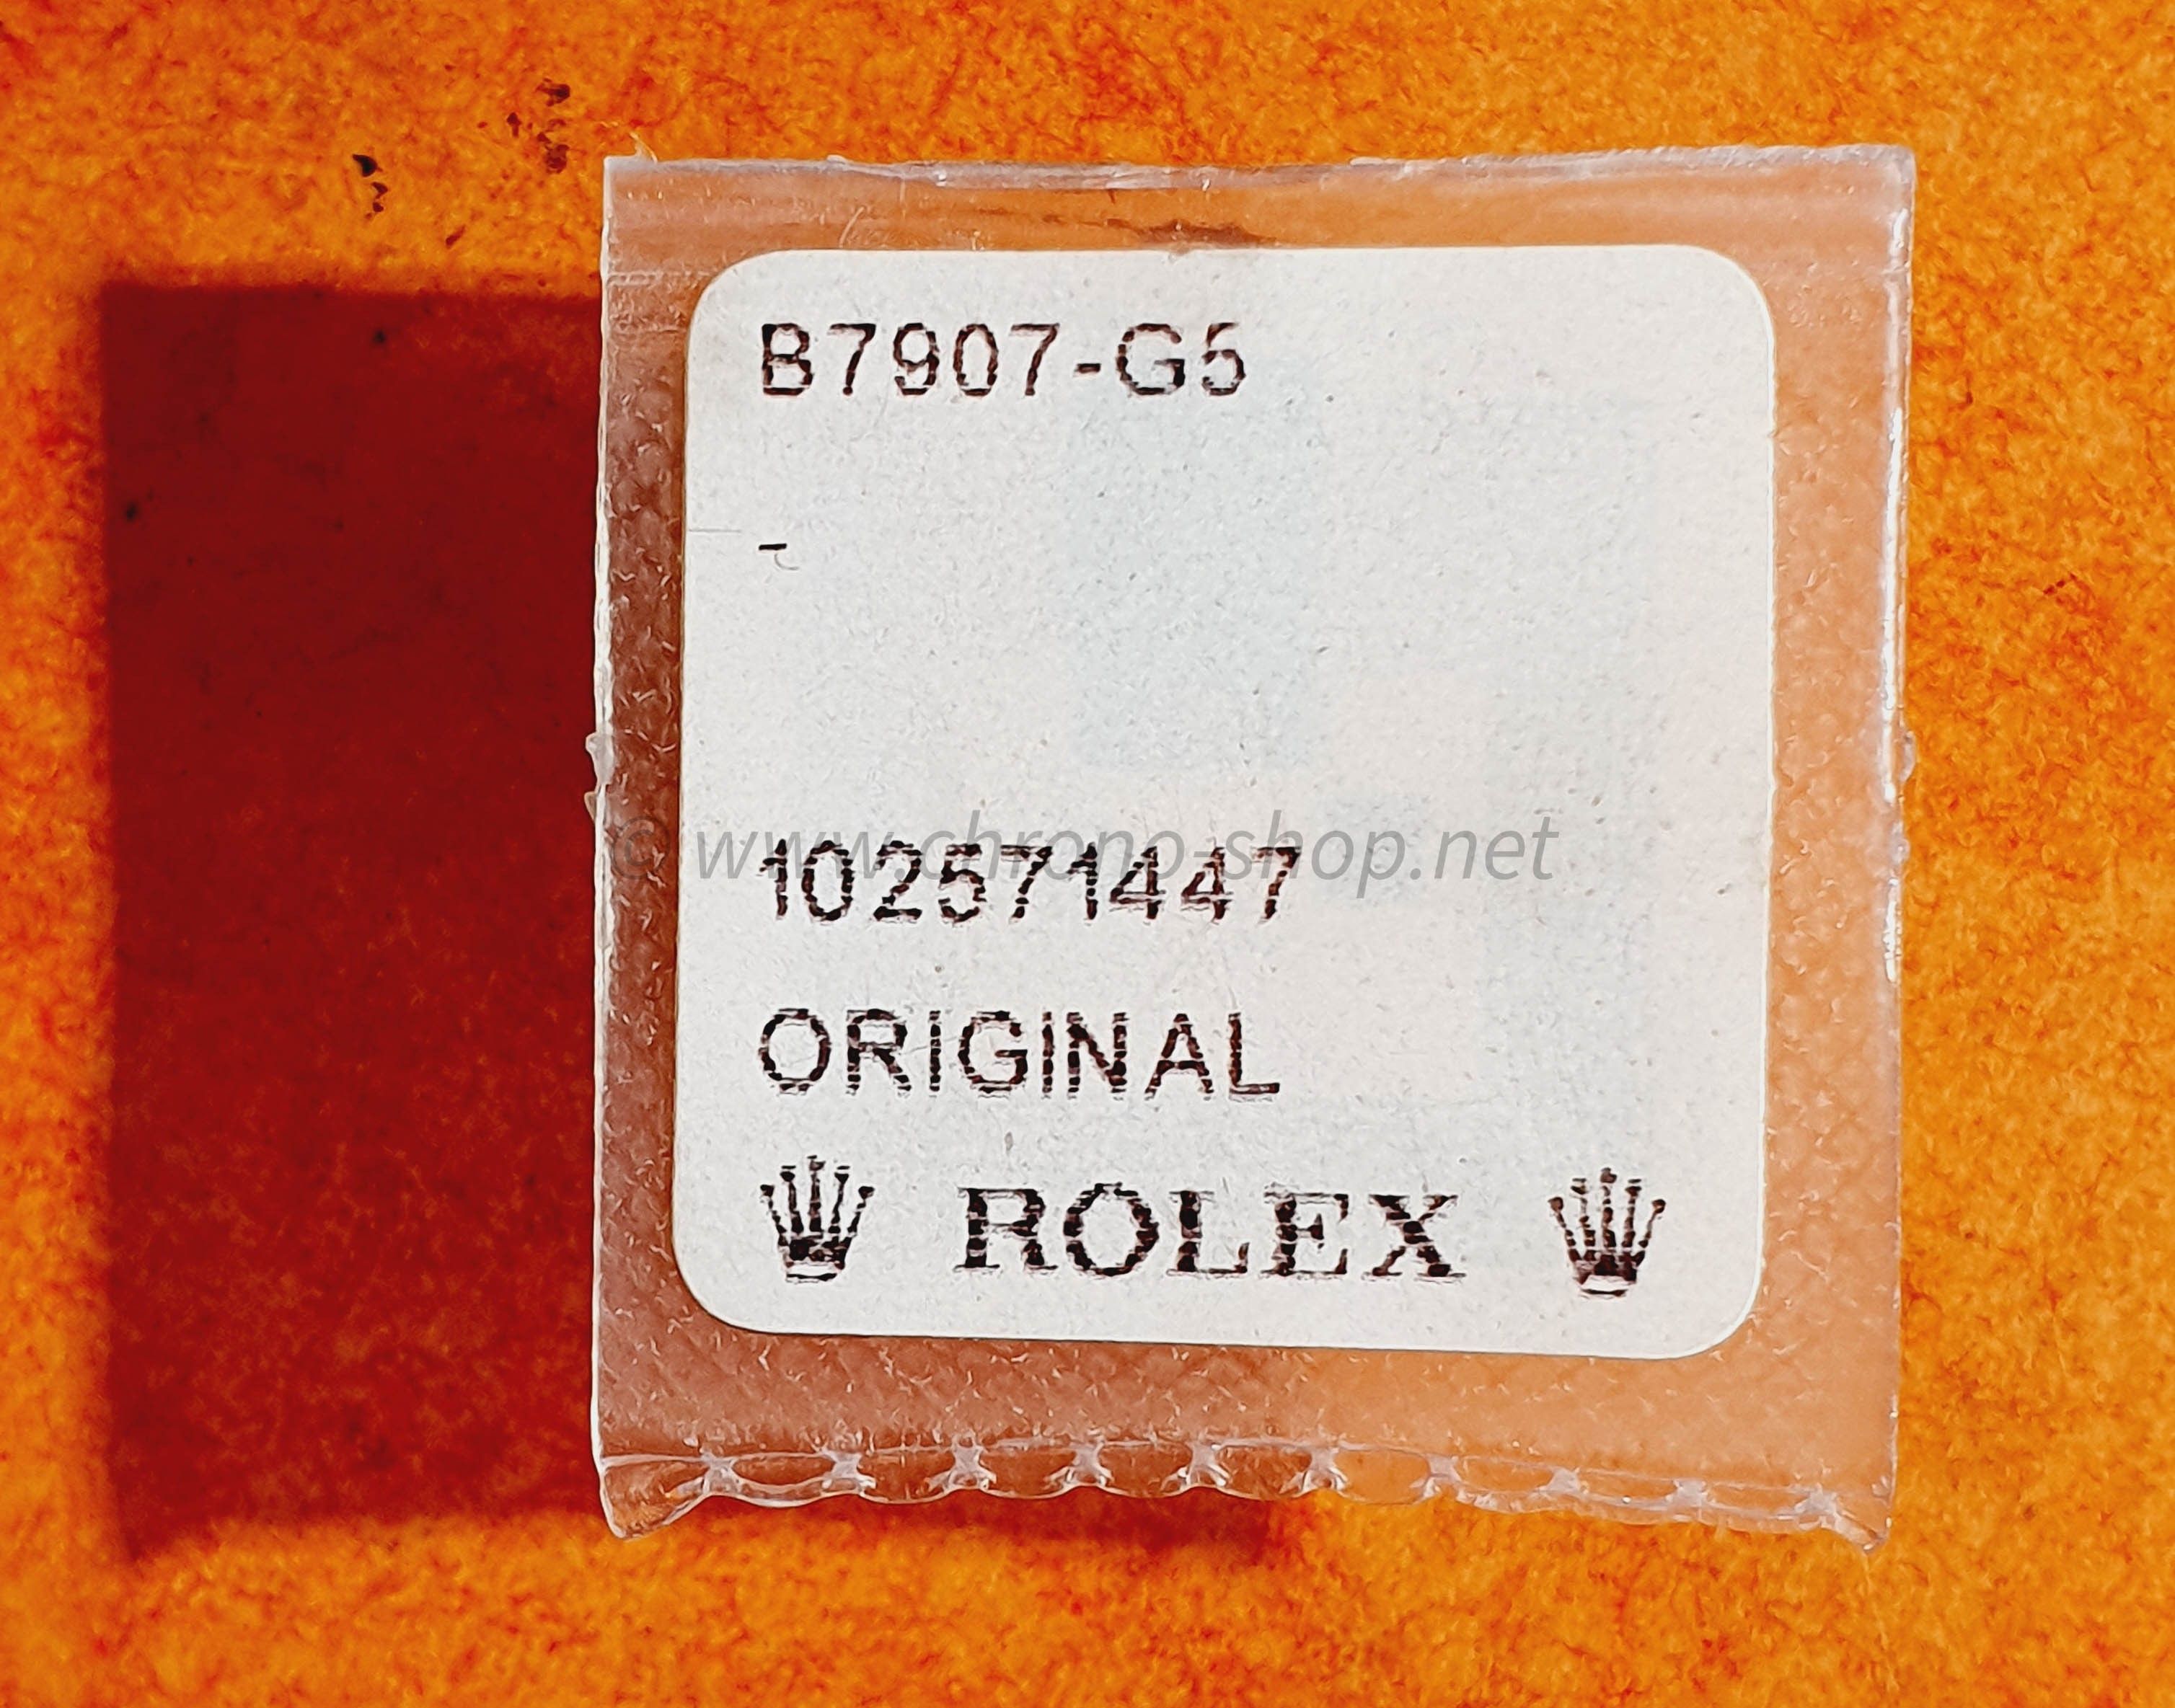 B7907-G5
-
© www.chrono-shop.net
102571447
ORIGINAL
ROLEX